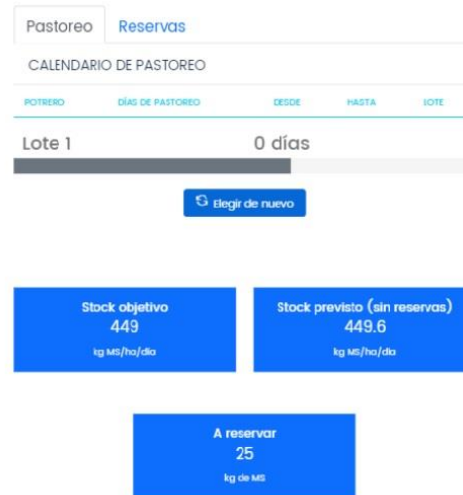 Pastoreo Reservas
CALENDARIO DE PASTOREO
POTRERO DÍAS DE PASTOREO DESDE HASTA LOTE
Lote 1 0 días
Elegir de nuevo
Stock objetivo
449
kg MS/ha/día
Stock previsto (sin reservas)
449.6
kg MS/ha/día
A reservar
25
kg de MS